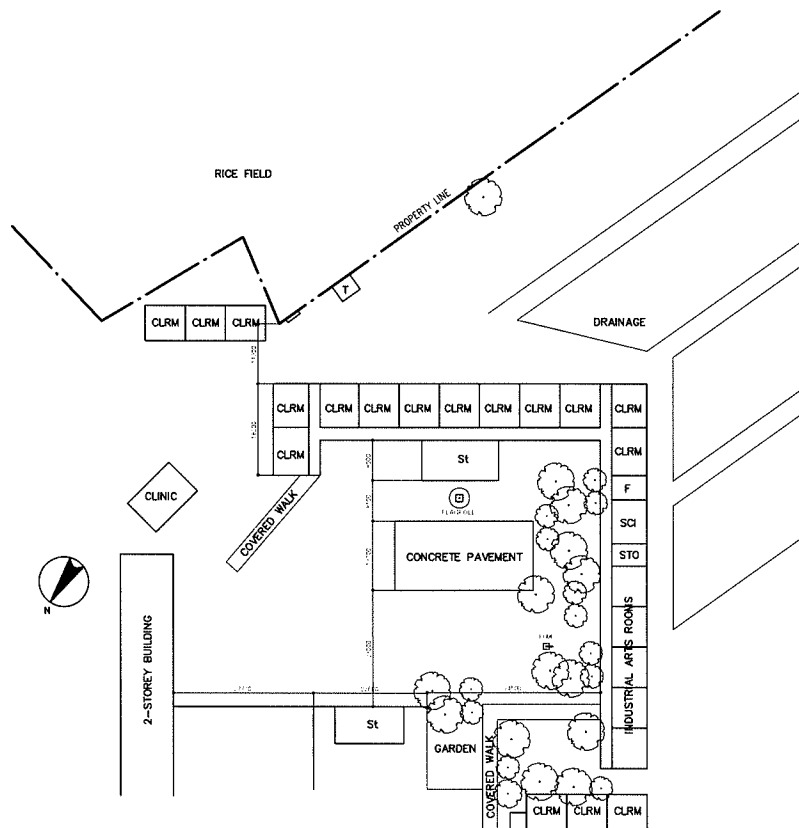 RICE FIELD
PROPERTY LINE
T
CLRM CLRM CLRM
DRAINAGE
CLRM CLRM CLRM CLRM CLRM CLRM CLRM CLRM CLRM
CLRM
CLRM
St
F
CLINIC
COVERED WALK
SCI
CONCRETE PAVEMENT
STO
N
2-STOREY BUILDING
INDUSTRIAL ARTS ROOMS
St
GARDEN
COVERED WALK
CLRM CLRM CLRM